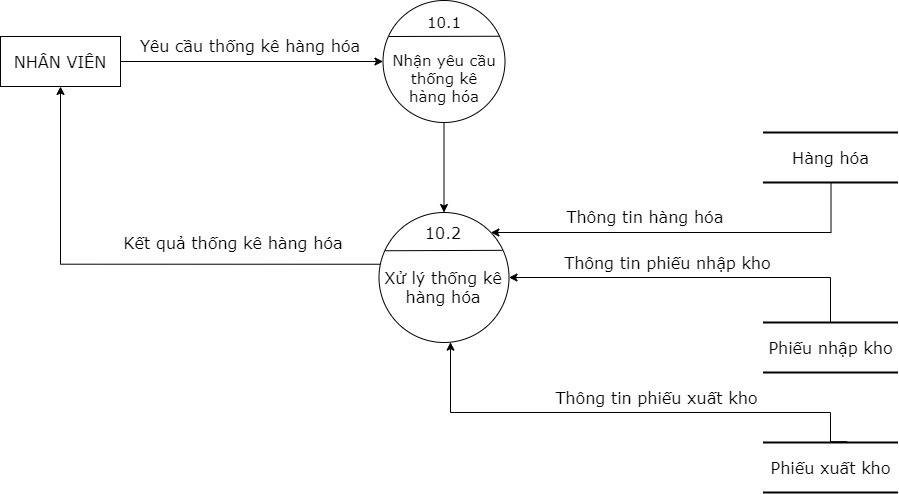 10.1
NHÂN VIÊN
Yêu cầu thống kê hàng hóa
Nhận yêu cầu
thống kê
hàng hóa
Hàng hóa
10.2
Thông tin hàng hóa
Kết quả thống kê hàng hóa
Thông tin phiếu nhập kho
Xử lý thống kê
hàng hóa
Phiếu nhập kho
Thông tin phiếu xuất kho
Phiếu xuất kho